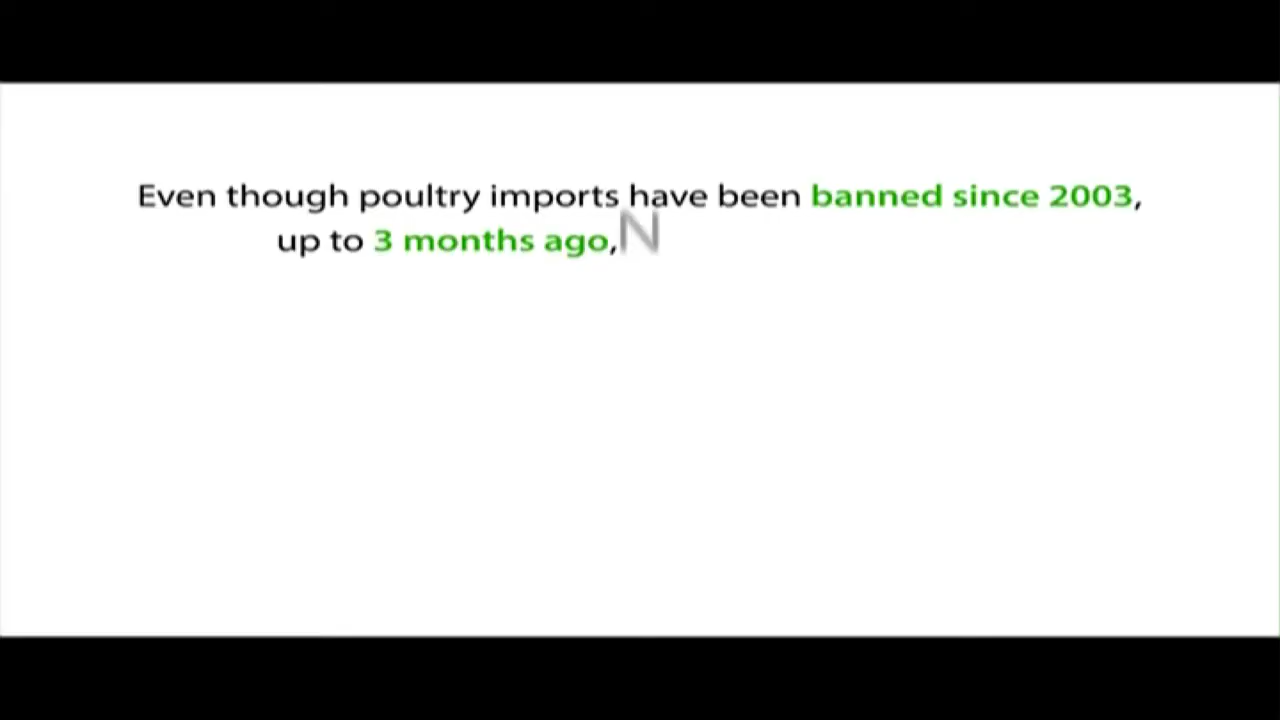 Even though poultry imports have been banned since 2003,
up to 3 months ago,N